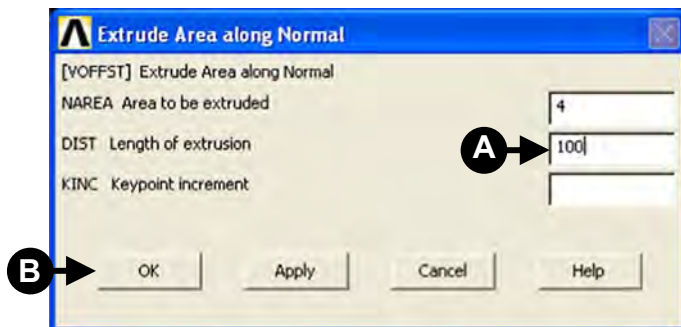 Extrude Area along Normal
[VOFFST] Extrude Area along Normal
NAREA Area to be extruded 4
DIST Length of extrusion A 100
KINC Keypoint increment
B OK Apply Cancel Help